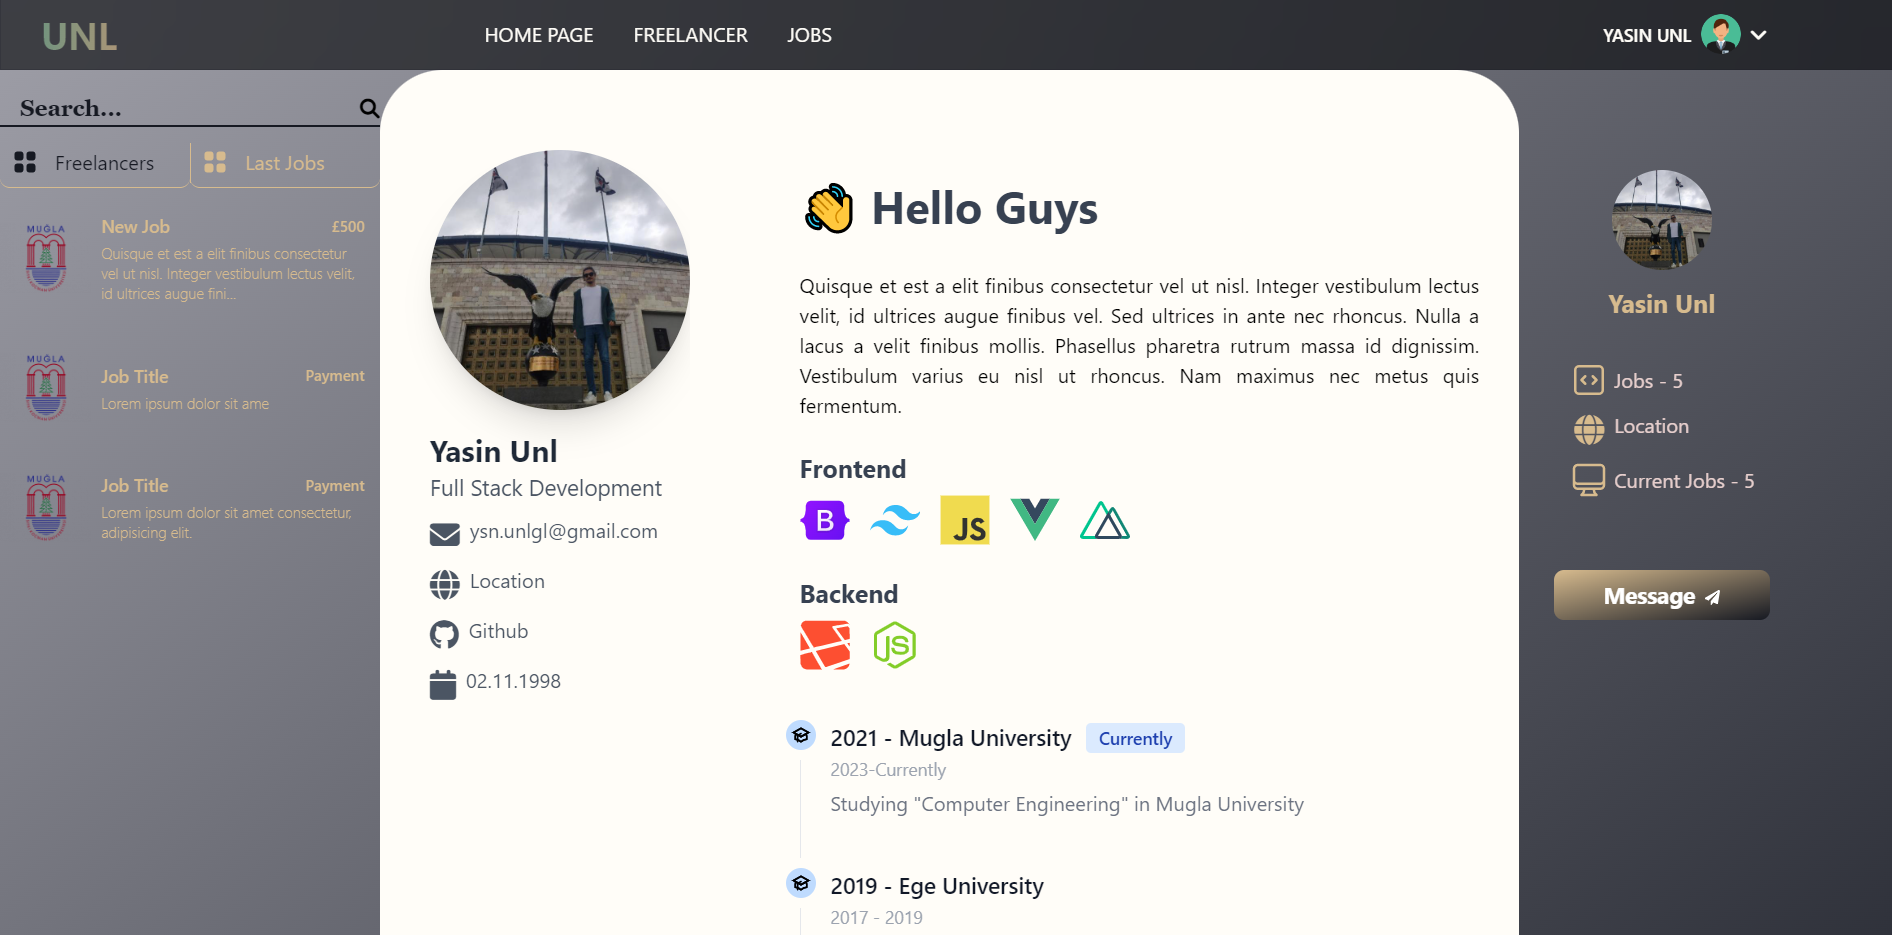 UNL
HOME PAGE
FREELANCER
JOBS
YASIN UNL
Search...
Freelancers
Last Jobs
MUĞLA
New Job
£500
Quisque et est a elit finibus consectetur
vel ut nisl. Integer vestibulum lectus velit,
id ultrices augue fini...
MUĞLA
Job Title
Payment
Lorem ipsum dolor sit ame
MUĞLA
Job Title
Payment
Lorem ipsum dolor sit amet consectetur,
adipisicing elit.
Yasin Unl
Full Stack Development
ysn.unlgl@gmail.com
Location
Github
02.11.1998
Hello Guys
Quisque et est a elit finibus consectetur vel ut nisl. Integer vestibulum lectus
velit, id ultrices augue finibus vel. Sed ultrices in ante nec rhoncus. Nulla a
lacus a velit finibus mollis. Phasellus pharetra rutrum massa id dignissim.
Vestibulum varius eu nisl ut rhoncus. Nam maximus nec metus quis
fermentum.
Frontend
B
JS
Backend
JS
2021 - Mugla University
Currently
2023-Currently
Studying "Computer Engineering" in Mugla University
2019 - Ege University
2017 - 2019
Yasin Unl
Jobs - 5
Location
Current Jobs - 5
Message